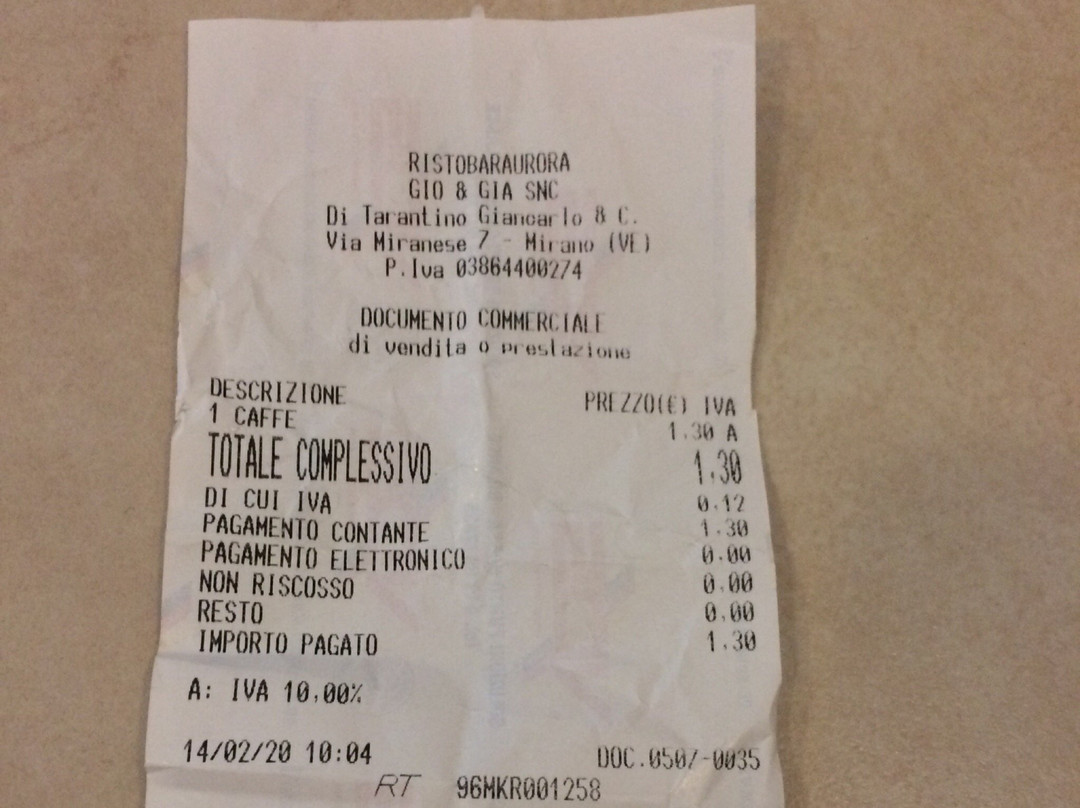 RISTOBARAURORA
GIO & GIA SNC
Di Tarantino Giancarlo & C.
Via Miranese 7 - Mirano (VE)
P.Iva 03864400274
DOCUMENTO COMMERCIALE
di vendita o prestazione
DESCRIZIONE PREZZO(€) IVA
1 CAFFE 1.30 A
TOTALE COMPLESSIVO 1.30
DI CUI IVA 0.12
PAGAMENTO CONTANTE 1.30
PAGAMENTO ELETTRONICO 0.00
NON RISCOSSO 0.00
RESTO 0.00
IMPORTO PAGATO 1.30
A: IVA 10,00%
14/02/20 10:04 DOC.0507-0035
RT 96MKR001258